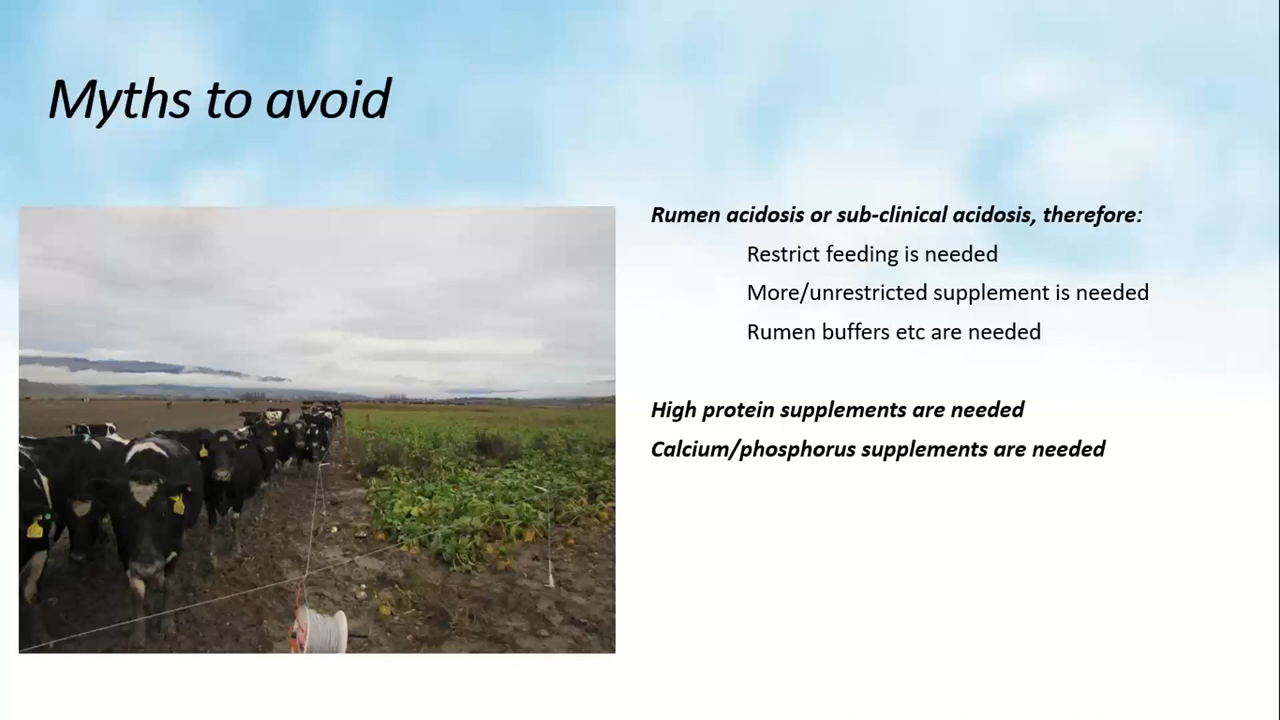 Myths to avoid
Rumen acidosis or sub-clinical acidosis, therefore:
Restrict feeding is needed
More/unrestricted supplement is needed
Rumen buffers etc are needed
High protein supplements are needed
Calcium/phosphorus supplements are needed